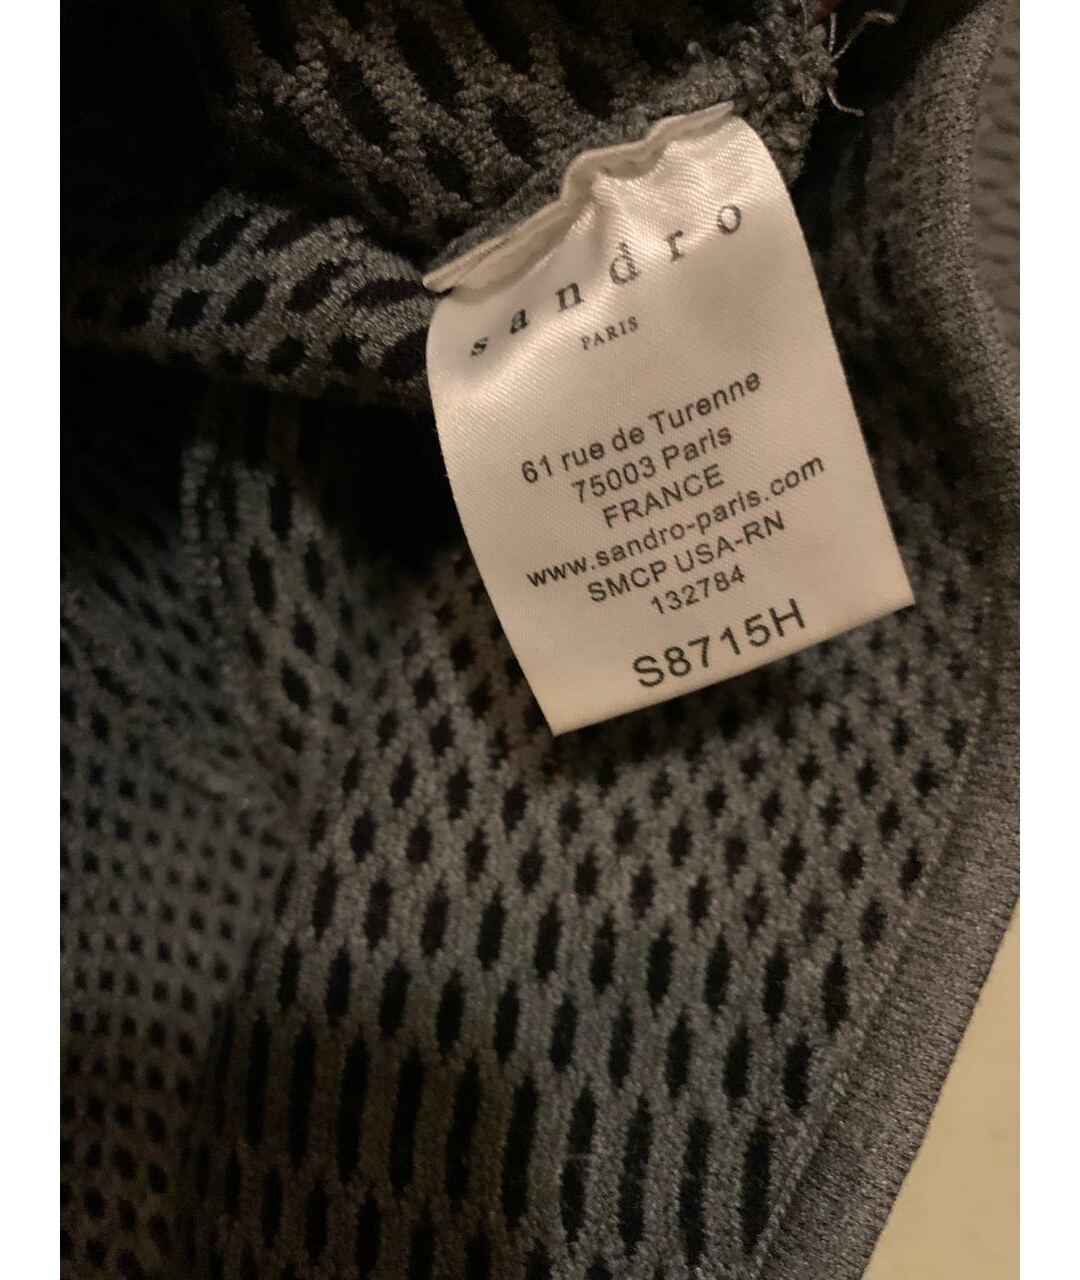 sandro
PARIS
61 rue de Turenne
75003 Paris
FRANCE
www.sandro-paris.com
SMCP USA-RN
132784
S8715H